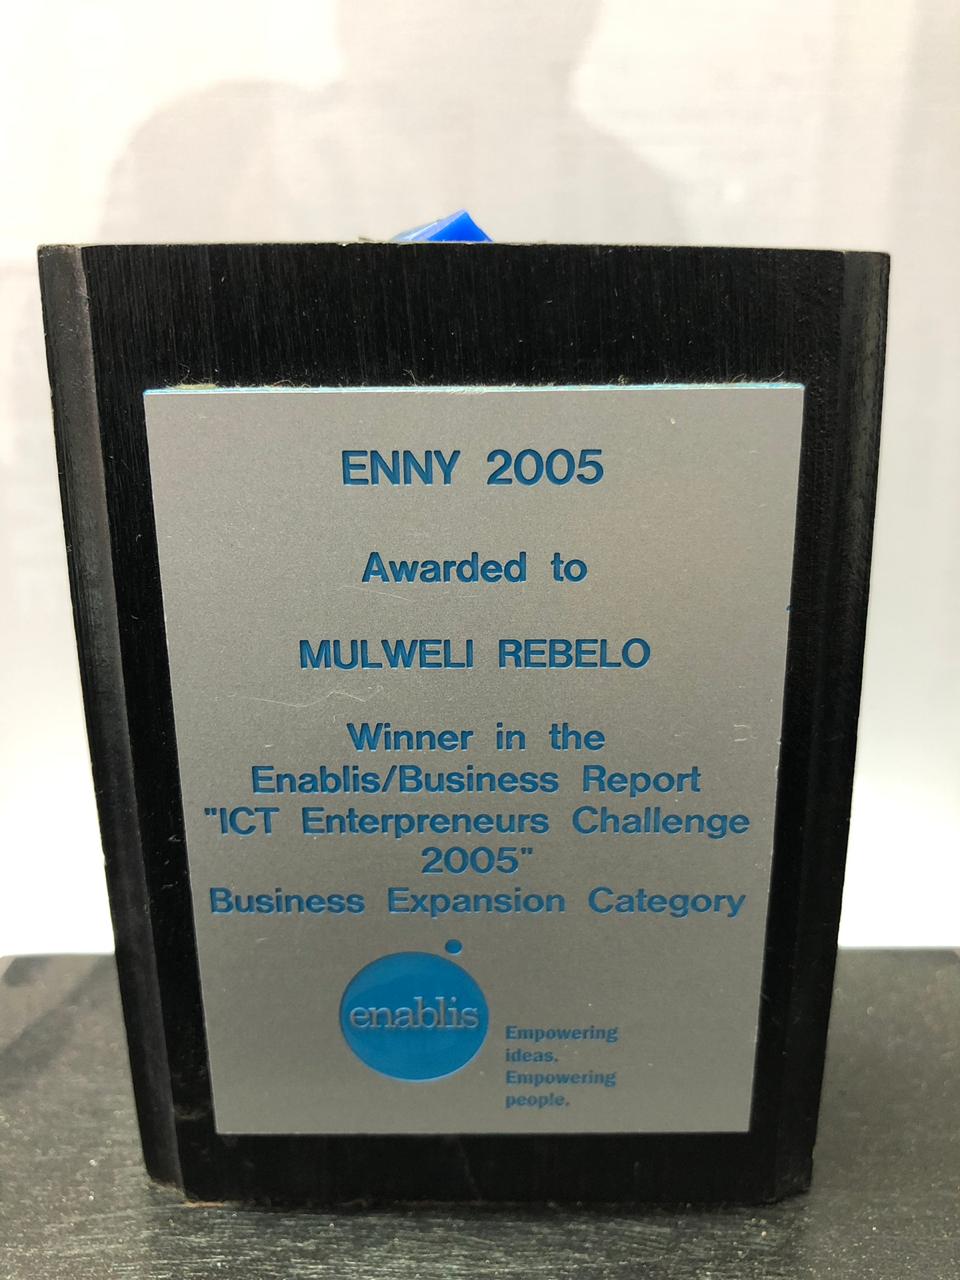 ENNY 2005
Awarded to
MULWELI REBELO
Winner in the
Enablis/Business Report
"ICT Enterpreneurs Challenge
2005"
Business Expansion Category
enablis
Empowering
ideas.
Empowering
people.